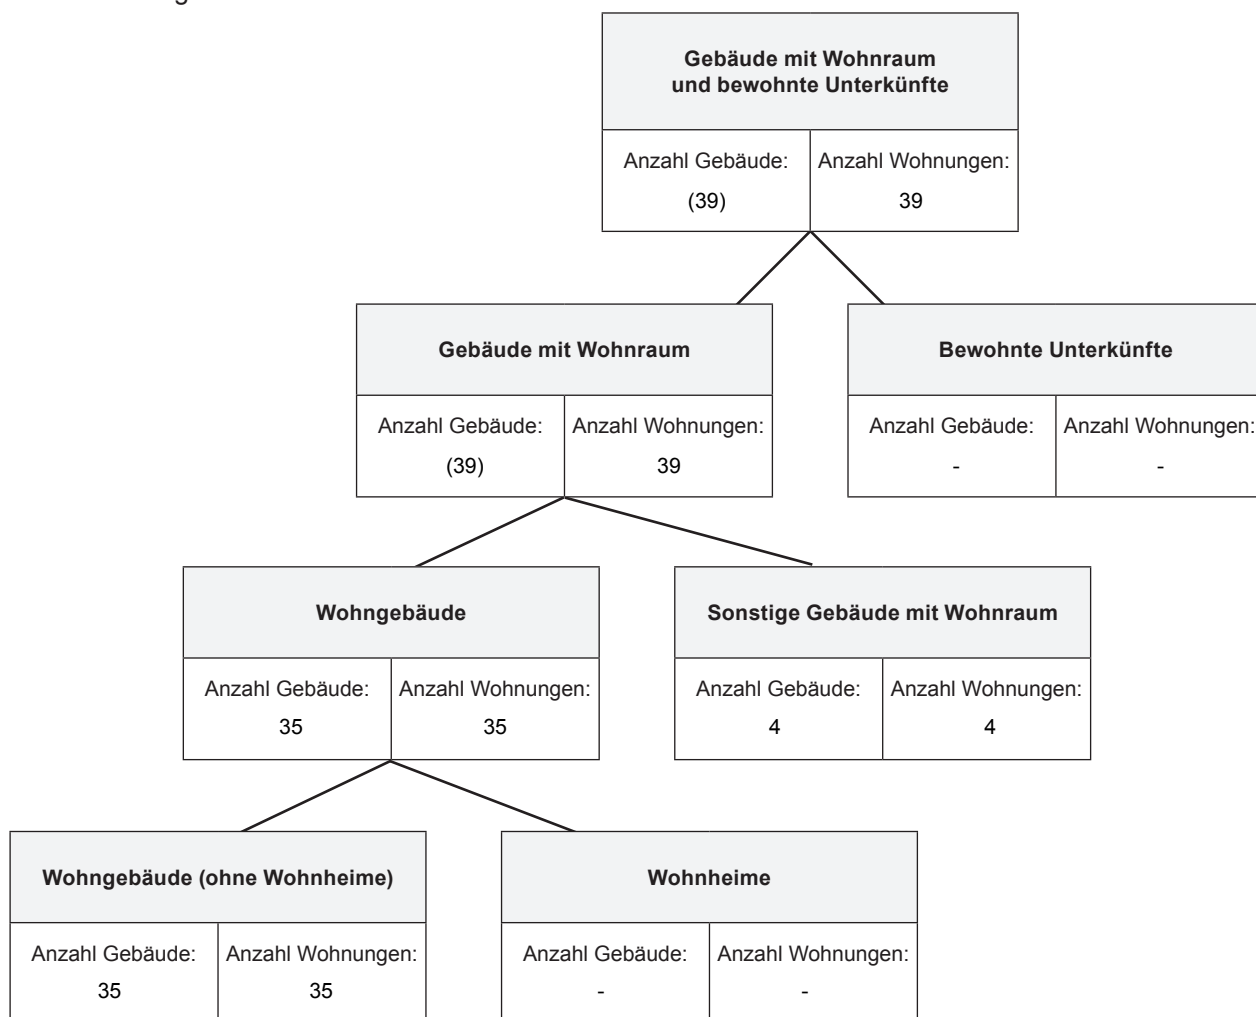 Gebäude mit Wohnraum
und bewohnte Unterkünfte
Anzahl Gebäude: Anzahl Wohnungen:
(39) 39
Gebäude mit Wohnraum
Anzahl Gebäude: Anzahl Wohnungen:
(39) 39
Bewohnte Unterkünfte
Anzahl Gebäude: Anzahl Wohnungen:
- -
Wohngebäude
Anzahl Gebäude: Anzahl Wohnungen:
35 35
Sonstige Gebäude mit Wohnraum
Anzahl Gebäude: Anzahl Wohnungen:
4 4
Wohngebäude (ohne Wohnheime)
Anzahl Gebäude: Anzahl Wohnungen:
35 35
Wohnheime
Anzahl Gebäude: Anzahl Wohnungen:
- -